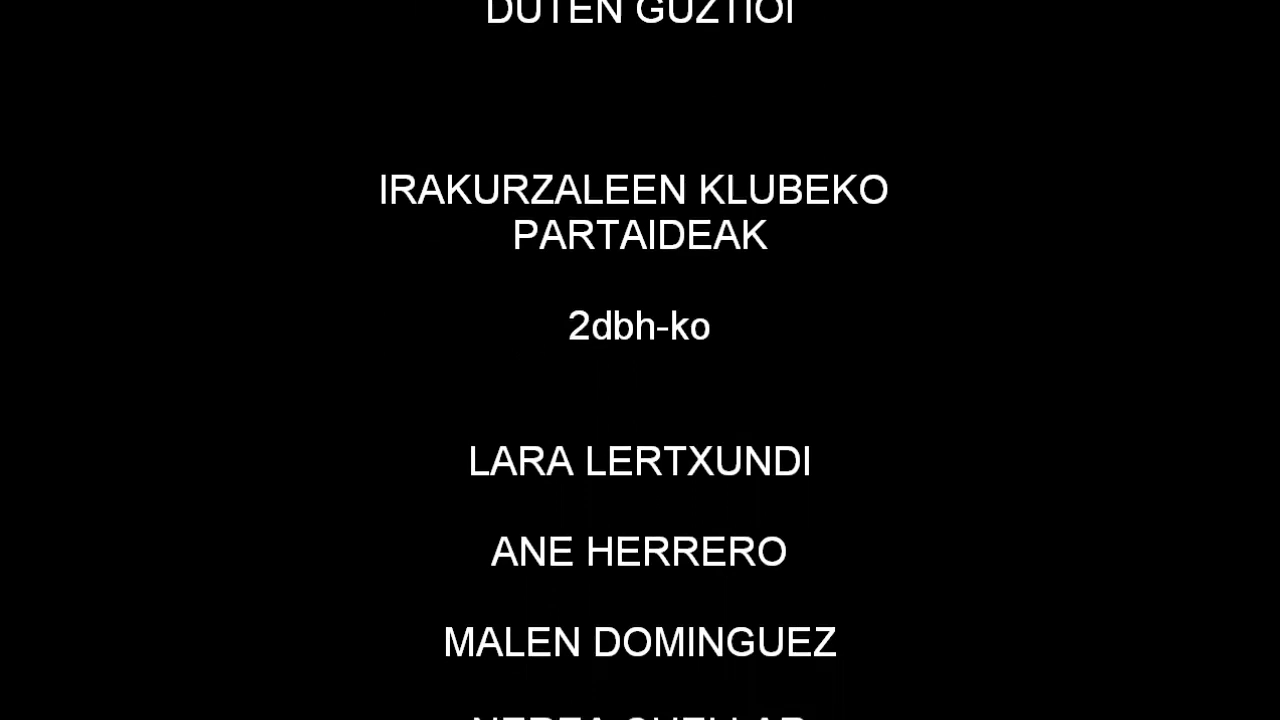 DUTEN GUZTIOI
IRAKURZALEEN KLUBEKO
PARTAIDEAK
2dbh-ko
LARA LERTXUNDI
ANE HERRERO
MALEN DOMINGUEZ